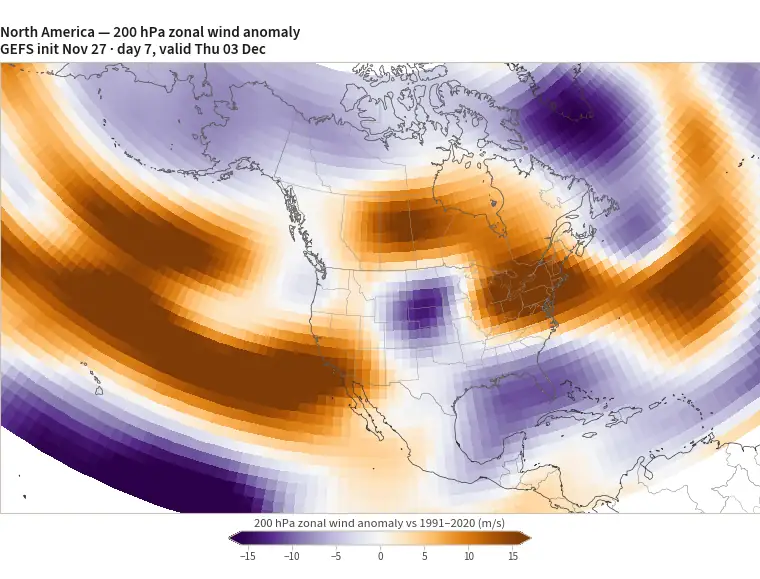 North America — 200 hPa zonal wind anomaly
GEFS init Nov 27 · day 7, valid Thu 03 Dec
200 hPa zonal wind anomaly vs 1991–2020 (m/s)
−15 −10 −5 0 5 10 15